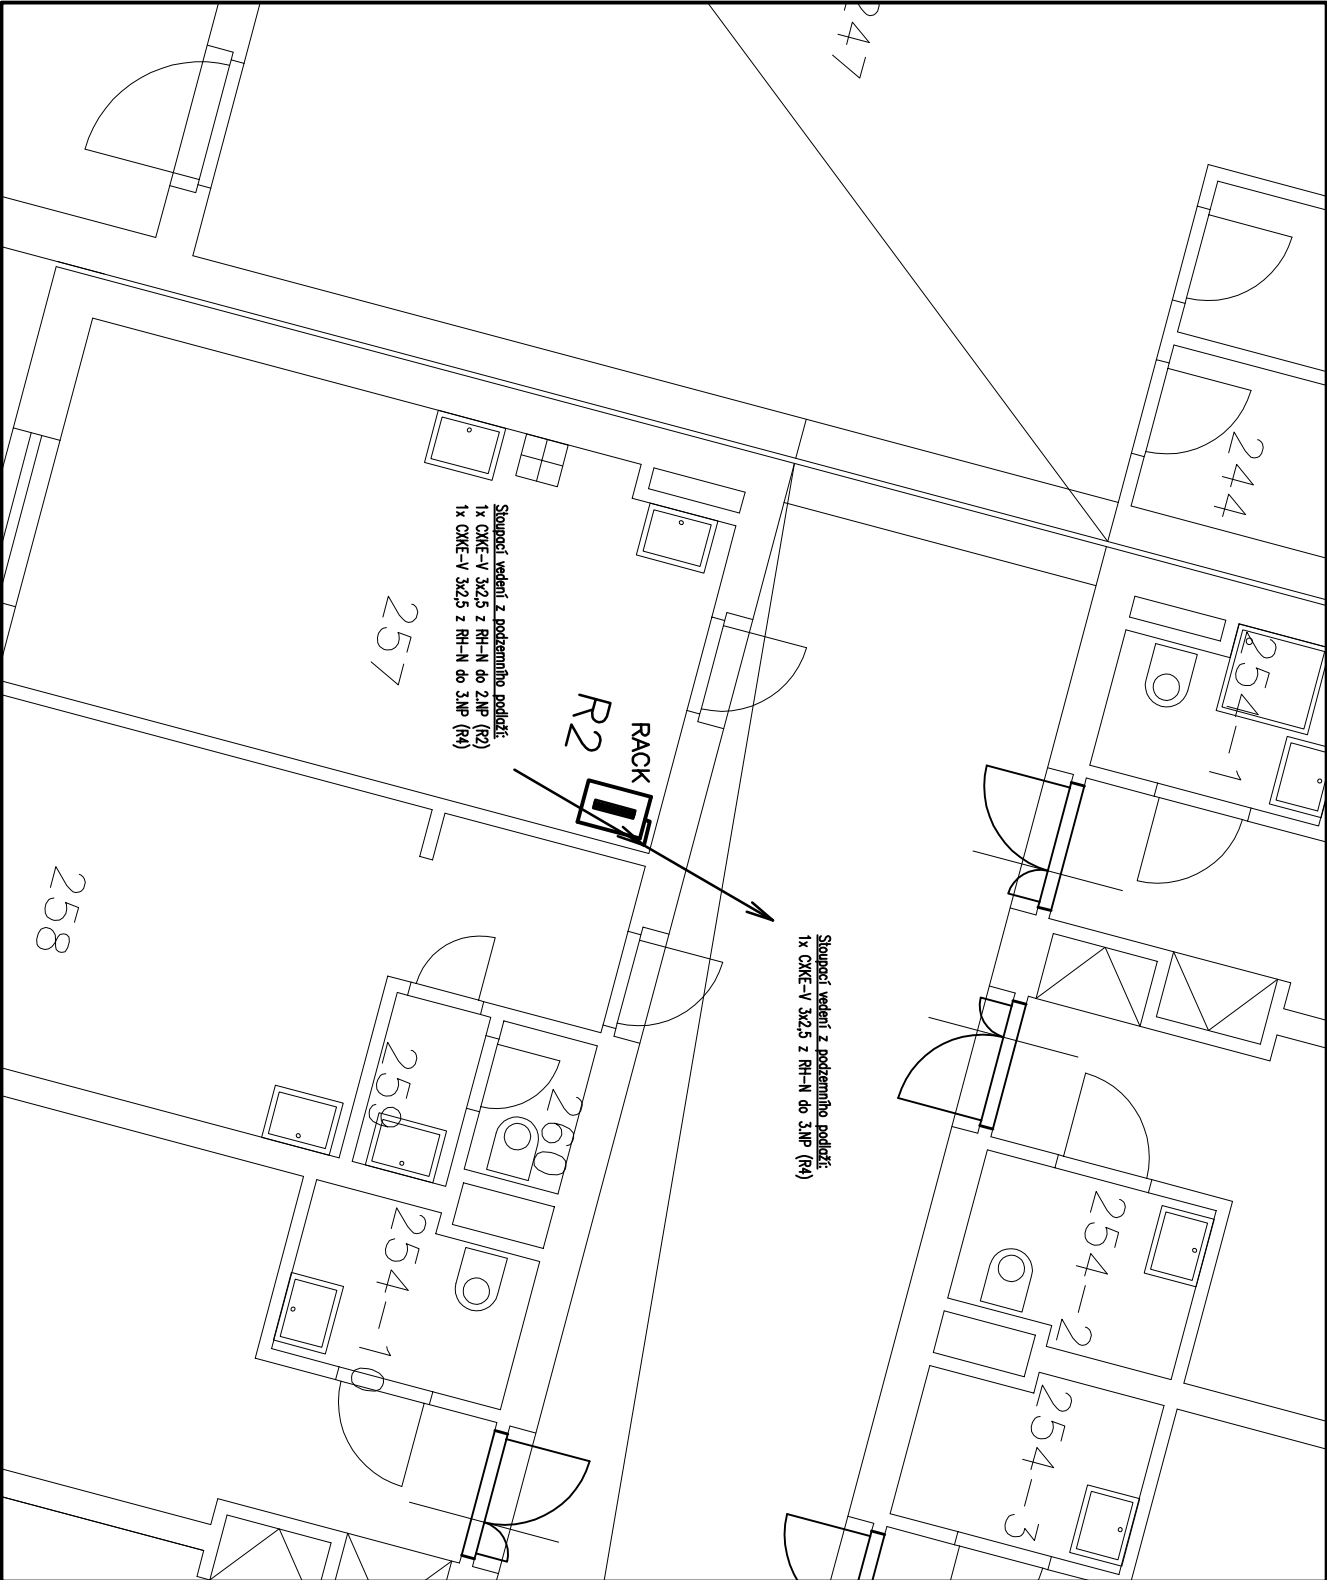 247
244
254-1
257
Stoupací vedení z podzemního podlaží:
1x CXKE-V 3x2,5 z RH-N do 2.NP (R2)
1x CXKE-V 3x2,5 z RH-N do 3.NP (R4)
RACK
R2
258
Stoupací vedení z podzemního podlaží:
1x CXKE-V 3x2,5 z RH-N do 3.NP (R4)
259
260
254-10
254-2
254-3